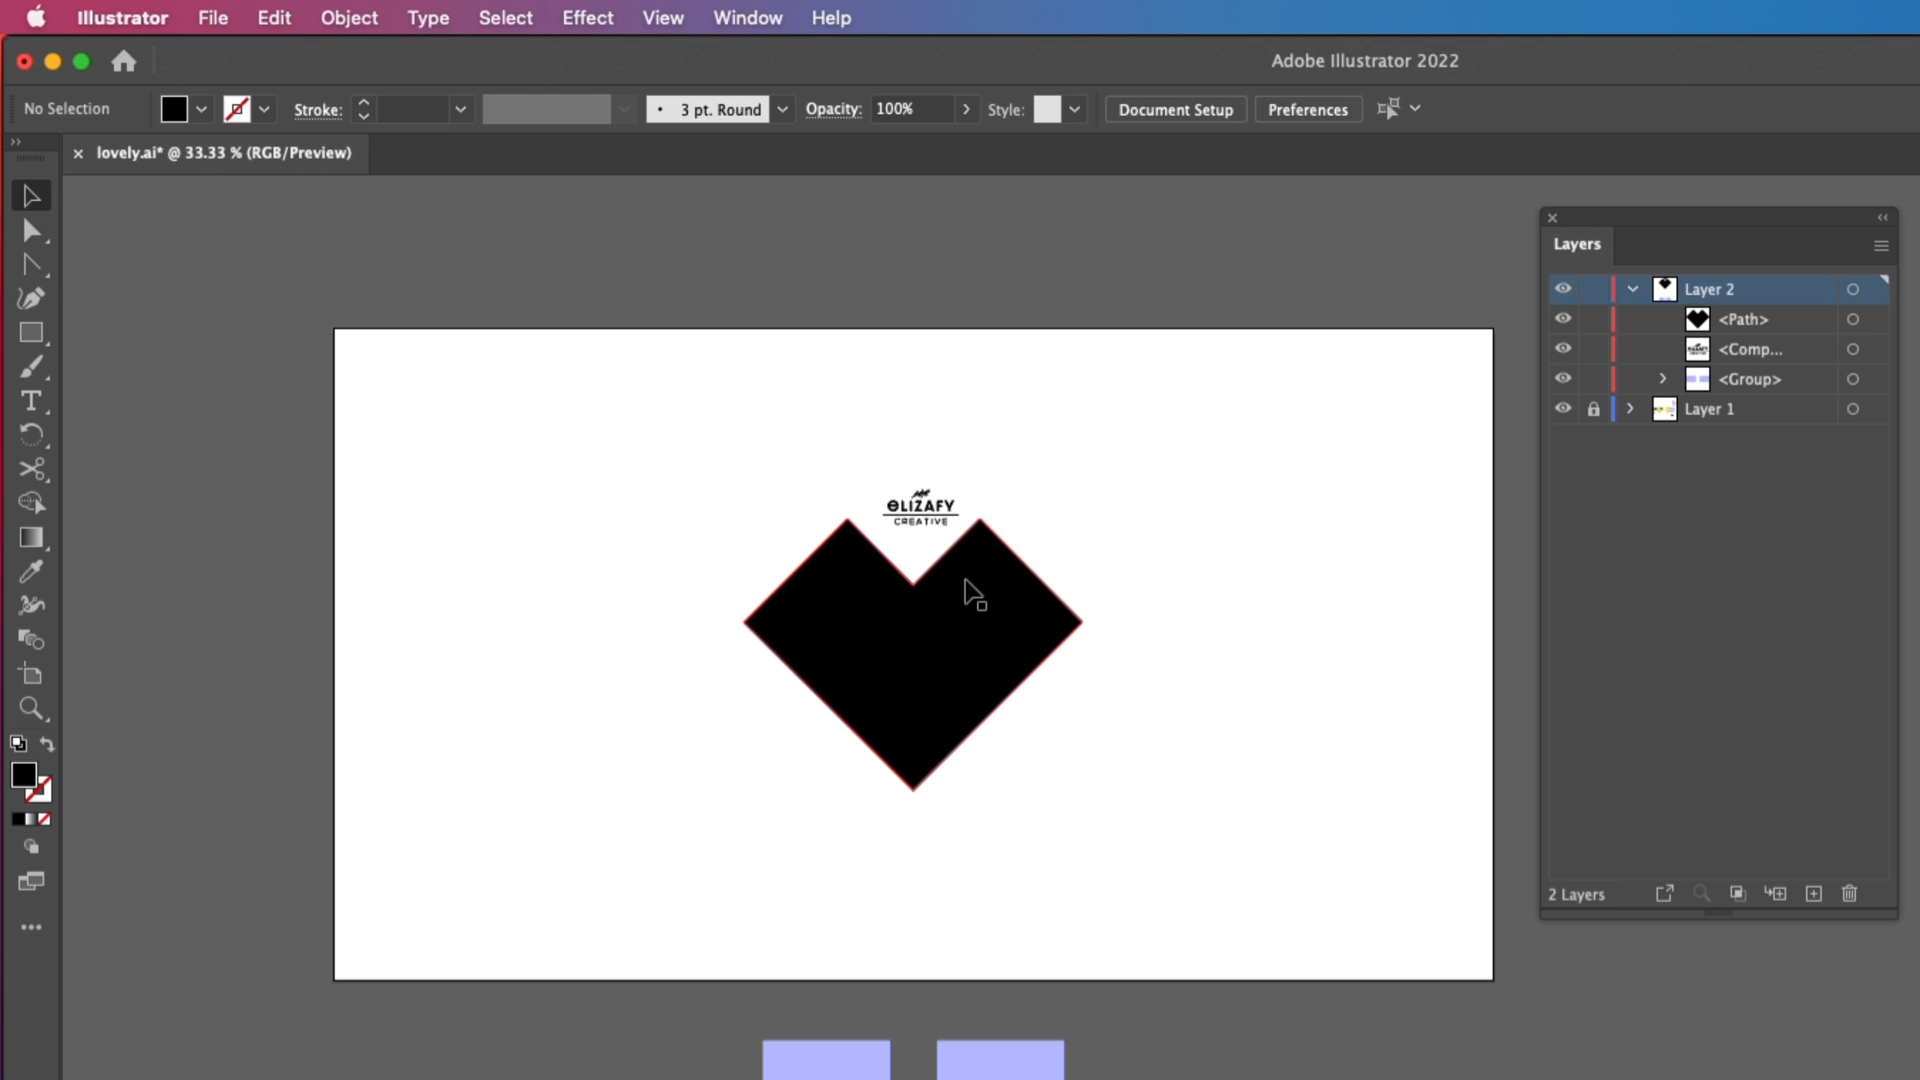 Illustrator File Edit Object Type Select Effect View Window Help
Adobe Illustrator 2022
No Selection Stroke: 3 pt. Round Opacity: 100% Style: Document Setup Preferences
lovely.ai* @ 33.33 % (RGB/Preview)
Layers
Layer 2
<Path>
<Comp...
<Group>
Layer 1
OLIZAFY
CREATIVE
2 Layers